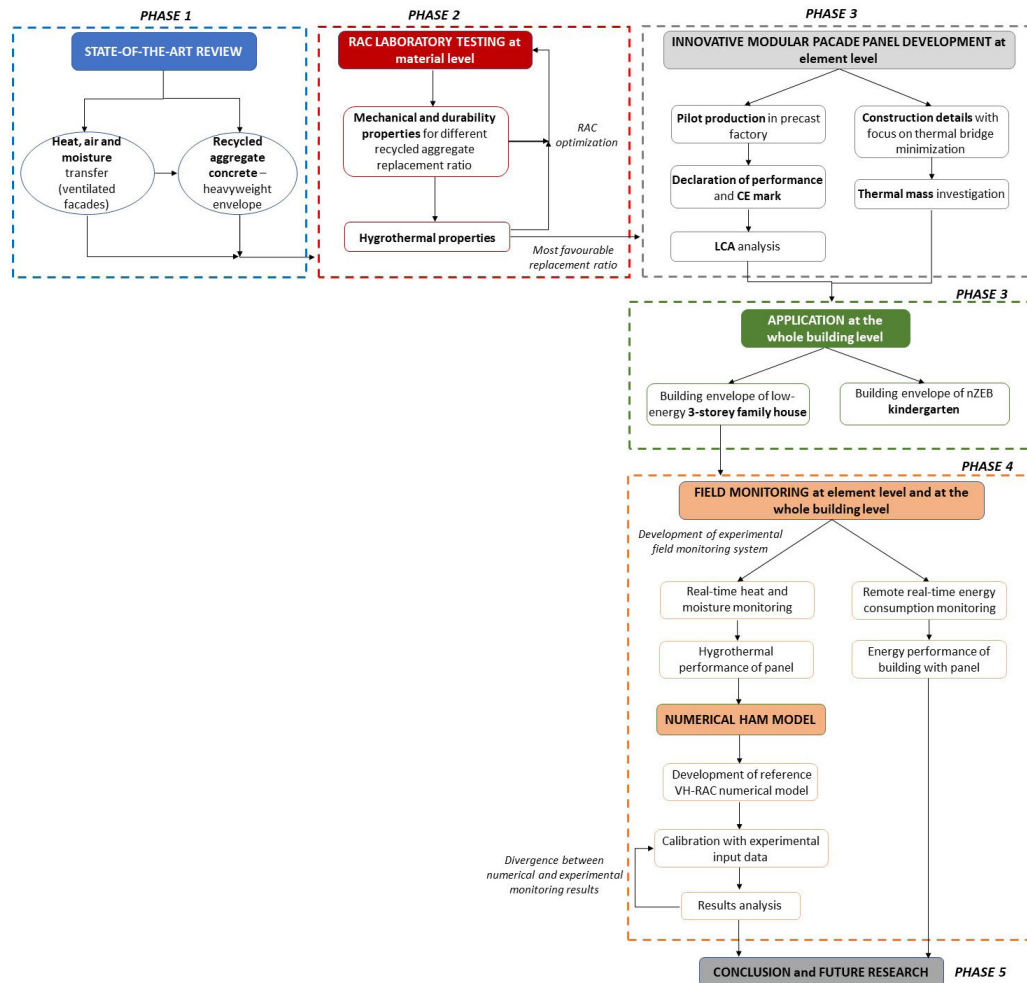 PHASE 1
STATE-OF-THE-ART REVIEW
Heat, air and
moisture
transfer
(ventilated
facades)
Recycled
aggregate
concrete –
heavyweight
envelope
PHASE 2
RAC LABORATORY TESTING at
material level
Mechanical and durability
properties for different
recycled aggregate
replacement ratio
RAC
optimization
Hygrothermal properties
Most favourable
replacement ratio
PHASE 3
INNOVATIVE MODULAR PACADE PANEL DEVELOPMENT at
element level
Pilot production in precast
factory
Declaration of performance
and CE mark
LCA analysis
Construction details with
focus on thermal bridge
minimization
Thermal mass investigation
PHASE 3
APPLICATION at the
whole building level
Building envelope of low-
energy 3-storey family house
Building envelope of nZEB
kindergarten
PHASE 4
FIELD MONITORING at element level and at the
whole building level
Development of experimental
field monitoring system
Real-time heat and
moisture monitoring
Remote real-time energy
consumption monitoring
Hygrothermal
performance of panel
Energy performance of
building with panel
NUMERICAL HAM MODEL
Development of reference
VH-RAC numerical model
Calibration with experimental
input data
Divergence between
numerical and experimental
monitoring results
Results analysis
CONCLUSION and FUTURE RESEARCH
PHASE 5